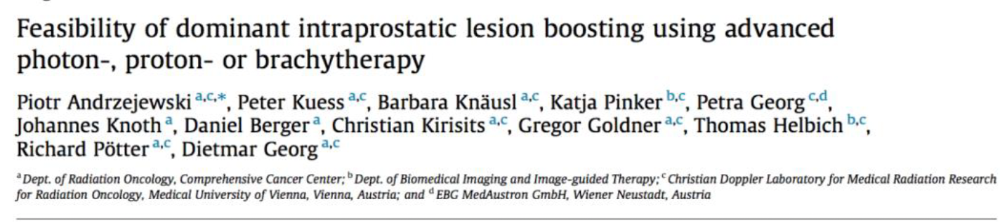 Feasibility of dominant intraprostatic lesion boosting using advanced
photon-, proton- or brachytherapy
Piotr Andrzejewski a,c,*, Peter Kuess a,c, Barbara Knäusl a,c, Katja Pinker b,c, Petra Georg c,d,
Johannes Knoth a, Daniel Berger a, Christian Kirisits a,c, Gregor Goldner a,c, Thomas Helbich b,c,
Richard Pötter a,c, Dietmar Georg a,c
a Dept. of Radiation Oncology, Comprehensive Cancer Center; b Dept. of Biomedical Imaging and Image-guided Therapy; c Christian Doppler Laboratory for Medical Radiation Research
for Radiation Oncology, Medical University of Vienna, Vienna, Austria; and d EBG MedAustron GmbH, Wiener Neustadt, Austria